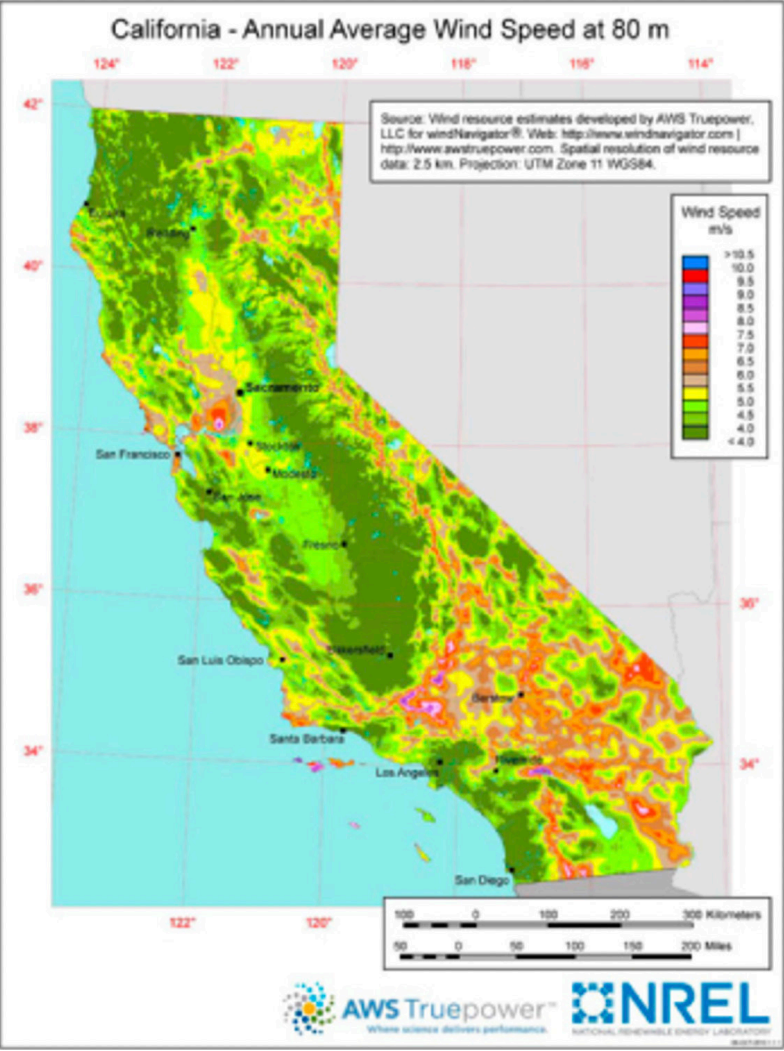 California - Annual Average Wind Speed at 80 m
124° 122° 120° 118° 116° 114°
42°
Source: Wind resource estimates developed by AWS Truepower,
LLC for windNavigator®. Web: http://www.windnavigator.com |
http://www.awstruepower.com. Spatial resolution of wind resource
data: 2.5 km. Projection: UTM Zone 11 WGS84.
Wind Speed
m/s
>10.5
10.0
9.5
9.0
8.5
8.0
7.5
7.0
6.5
6.0
5.5
5.0
4.5
4.0
< 4.0
Eureka
Redding
40°
Sacramento
38°
Stockton
San Francisco
Modesto
San Jose
Fresno
36° 36°
Bakersfield
San Luis Obispo
Barstow
Santa Barbara
34° 34°
Riverside
Los Angeles
San Diego
122° 120°
100 0 100 200 300 Kilometers
50 0 50 100 150 200 Miles
AWS Truepower™
Where science delivers performance.
NREL
NATIONAL RENEWABLE ENERGY LABORATORY